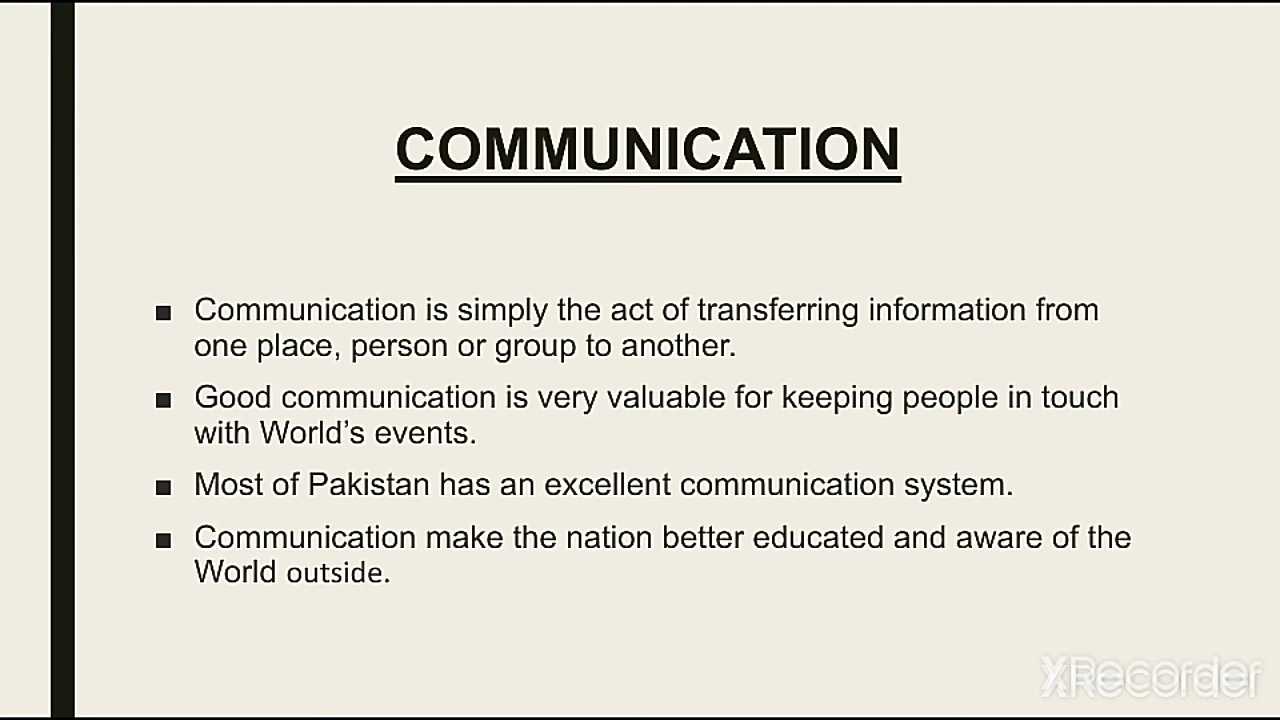 COMMUNICATION
■ Communication is simply the act of transferring information from
one place, person or group to another.
■ Good communication is very valuable for keeping people in touch
with World’s events.
■ Most of Pakistan has an excellent communication system.
■ Communication make the nation better educated and aware of the
World outside.
XRecorder